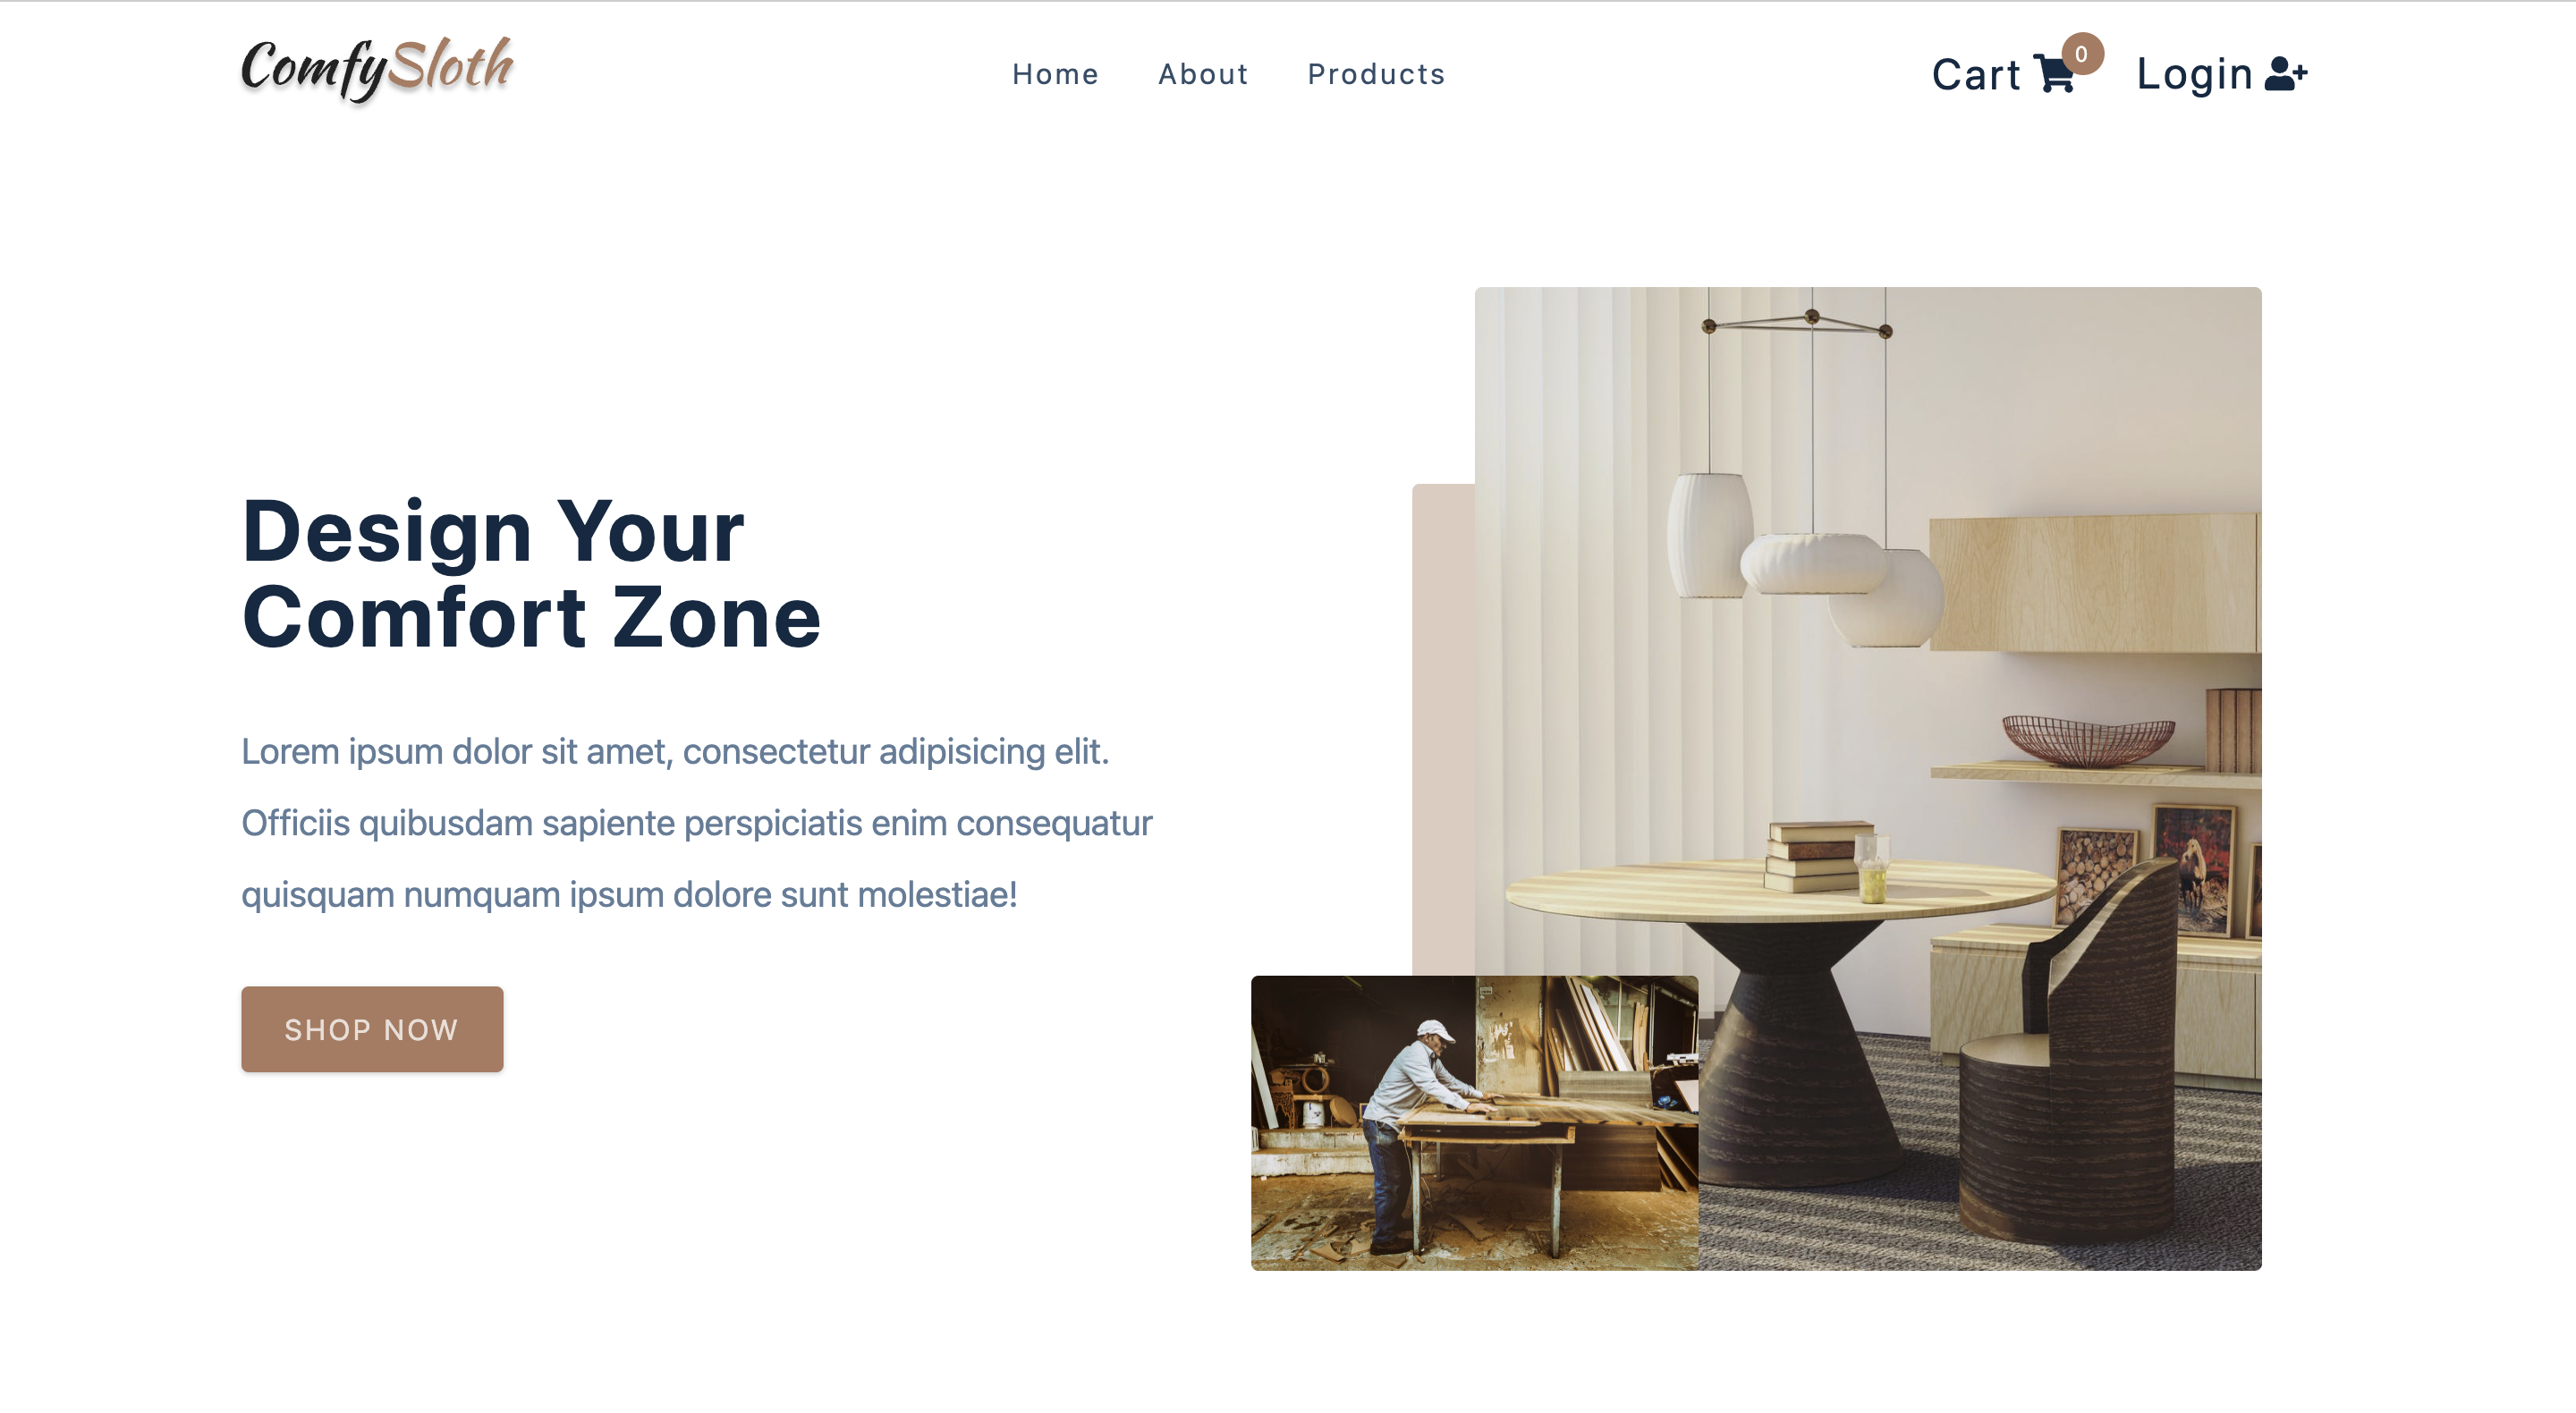 ComfySloth
Home About Products
Cart 0 Login
Design Your
Comfort Zone
Lorem ipsum dolor sit amet, consectetur adipisicing elit.
Officiis quibusdam sapiente perspiciatis enim consequatur
quisquam numquam ipsum dolore sunt molestiae!
SHOP NOW